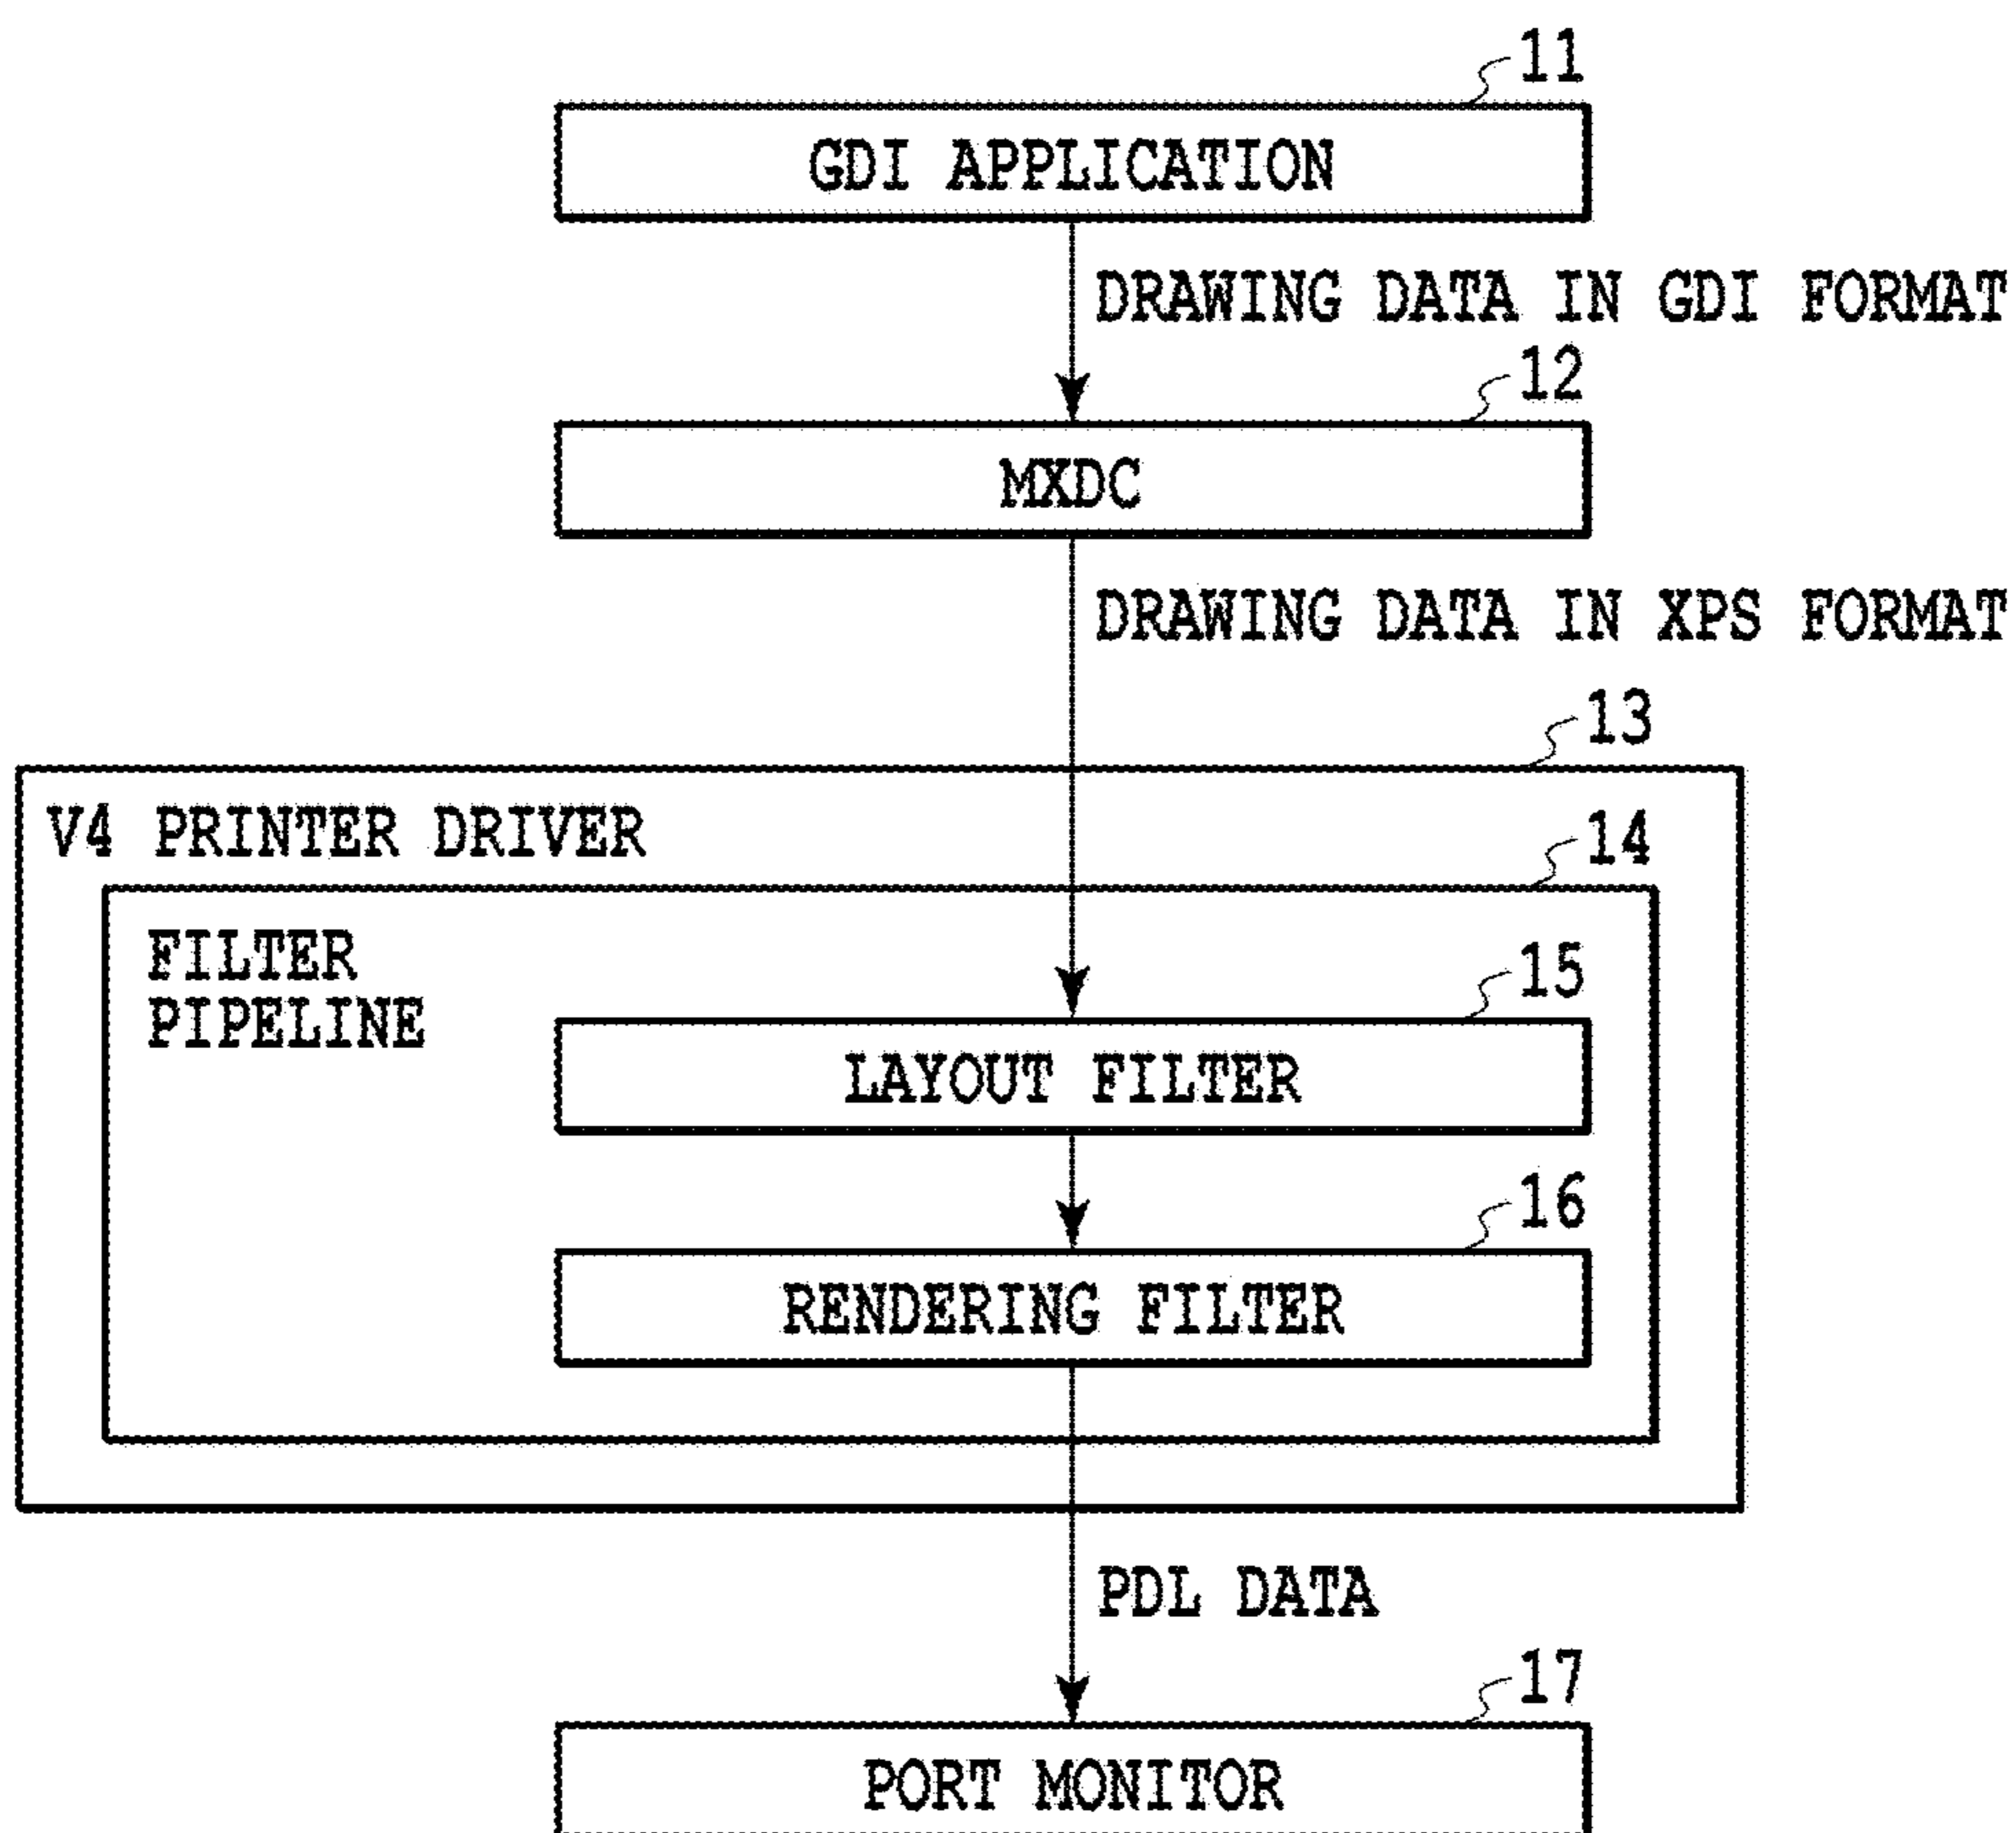 11
GDI APPLICATION
DRAWING DATA IN GDI FORMAT
12
MXDC
DRAWING DATA IN XPS FORMAT
13
V4 PRINTER DRIVER
14
FILTER
PIPELINE
15
LAYOUT FILTER
16
RENDERING FILTER
PDL DATA
17
PORT MONITOR